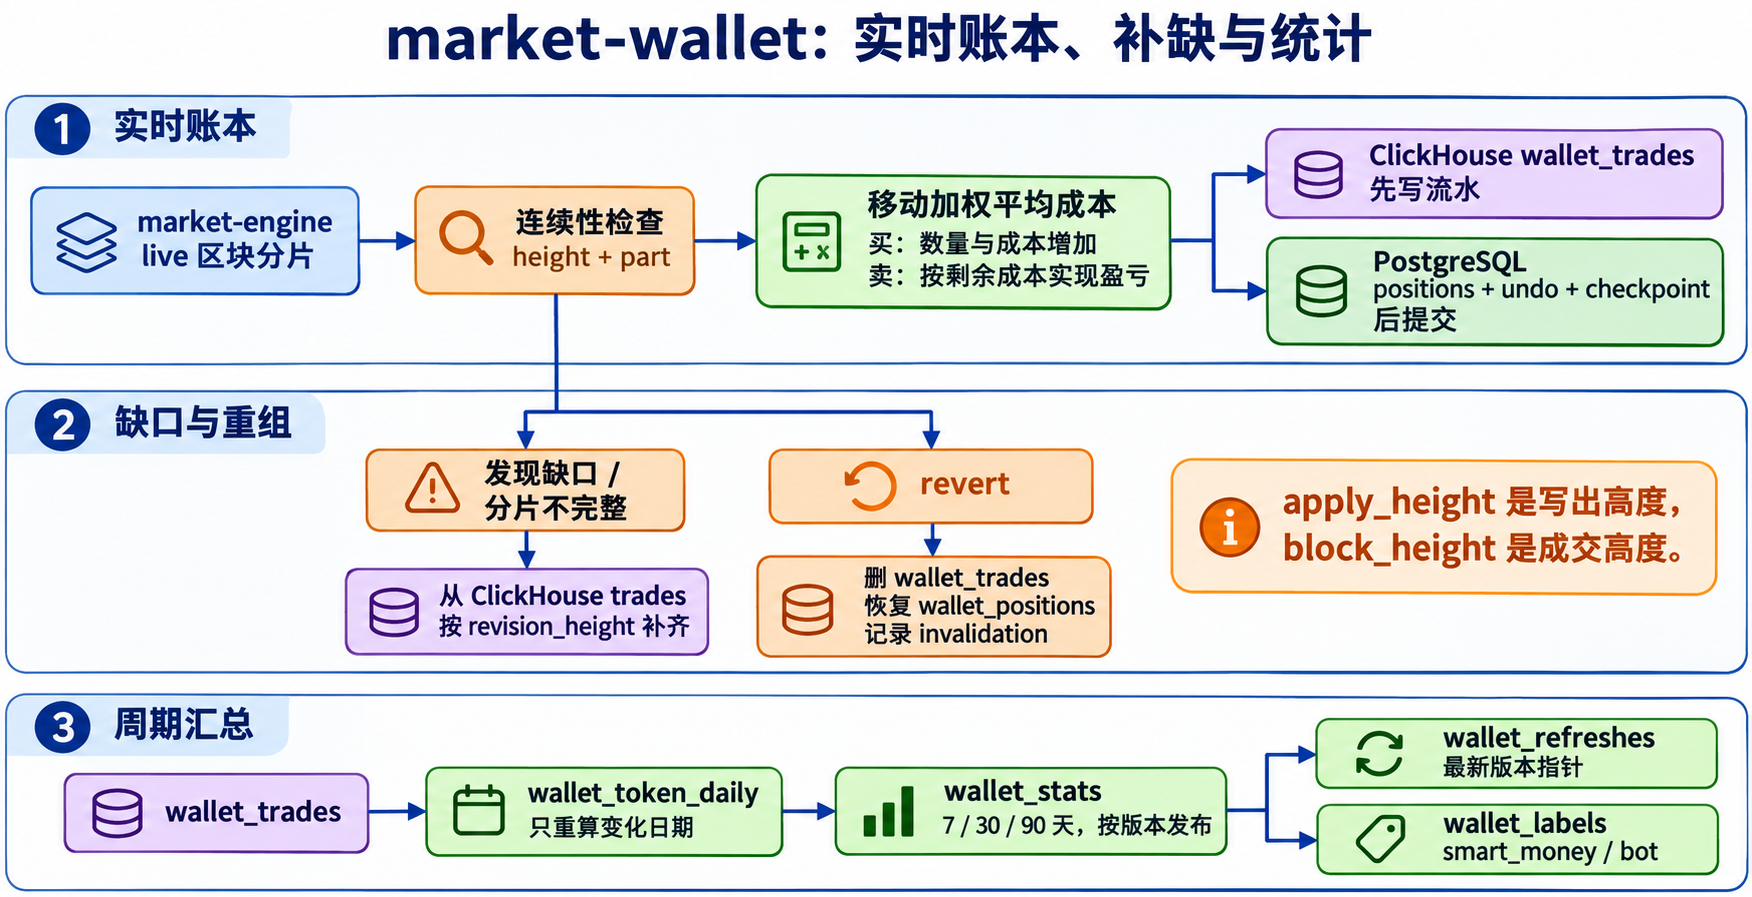 market-wallet：实时账本、补缺与统计
1 实时账本
market-engine
live 区块分片
连续性检查
height + part
移动加权平均成本
买：数量与成本增加
卖：按剩余成本实现盈亏
ClickHouse wallet_trades
先写流水
PostgreSQL
positions + undo + checkpoint
后提交
2 缺口与重组
发现缺口 /
分片不完整
从 ClickHouse trades
按 revision_height 补齐
revert
删 wallet_trades
恢复 wallet_positions
记录 invalidation
apply_height 是写出高度，
block_height 是成交高度。
3 周期汇总
wallet_trades
wallet_token_daily
只重算变化日期
wallet_stats
7 / 30 / 90 天，按版本发布
wallet_refreshes
最新版本指针
wallet_labels
smart_money / bot